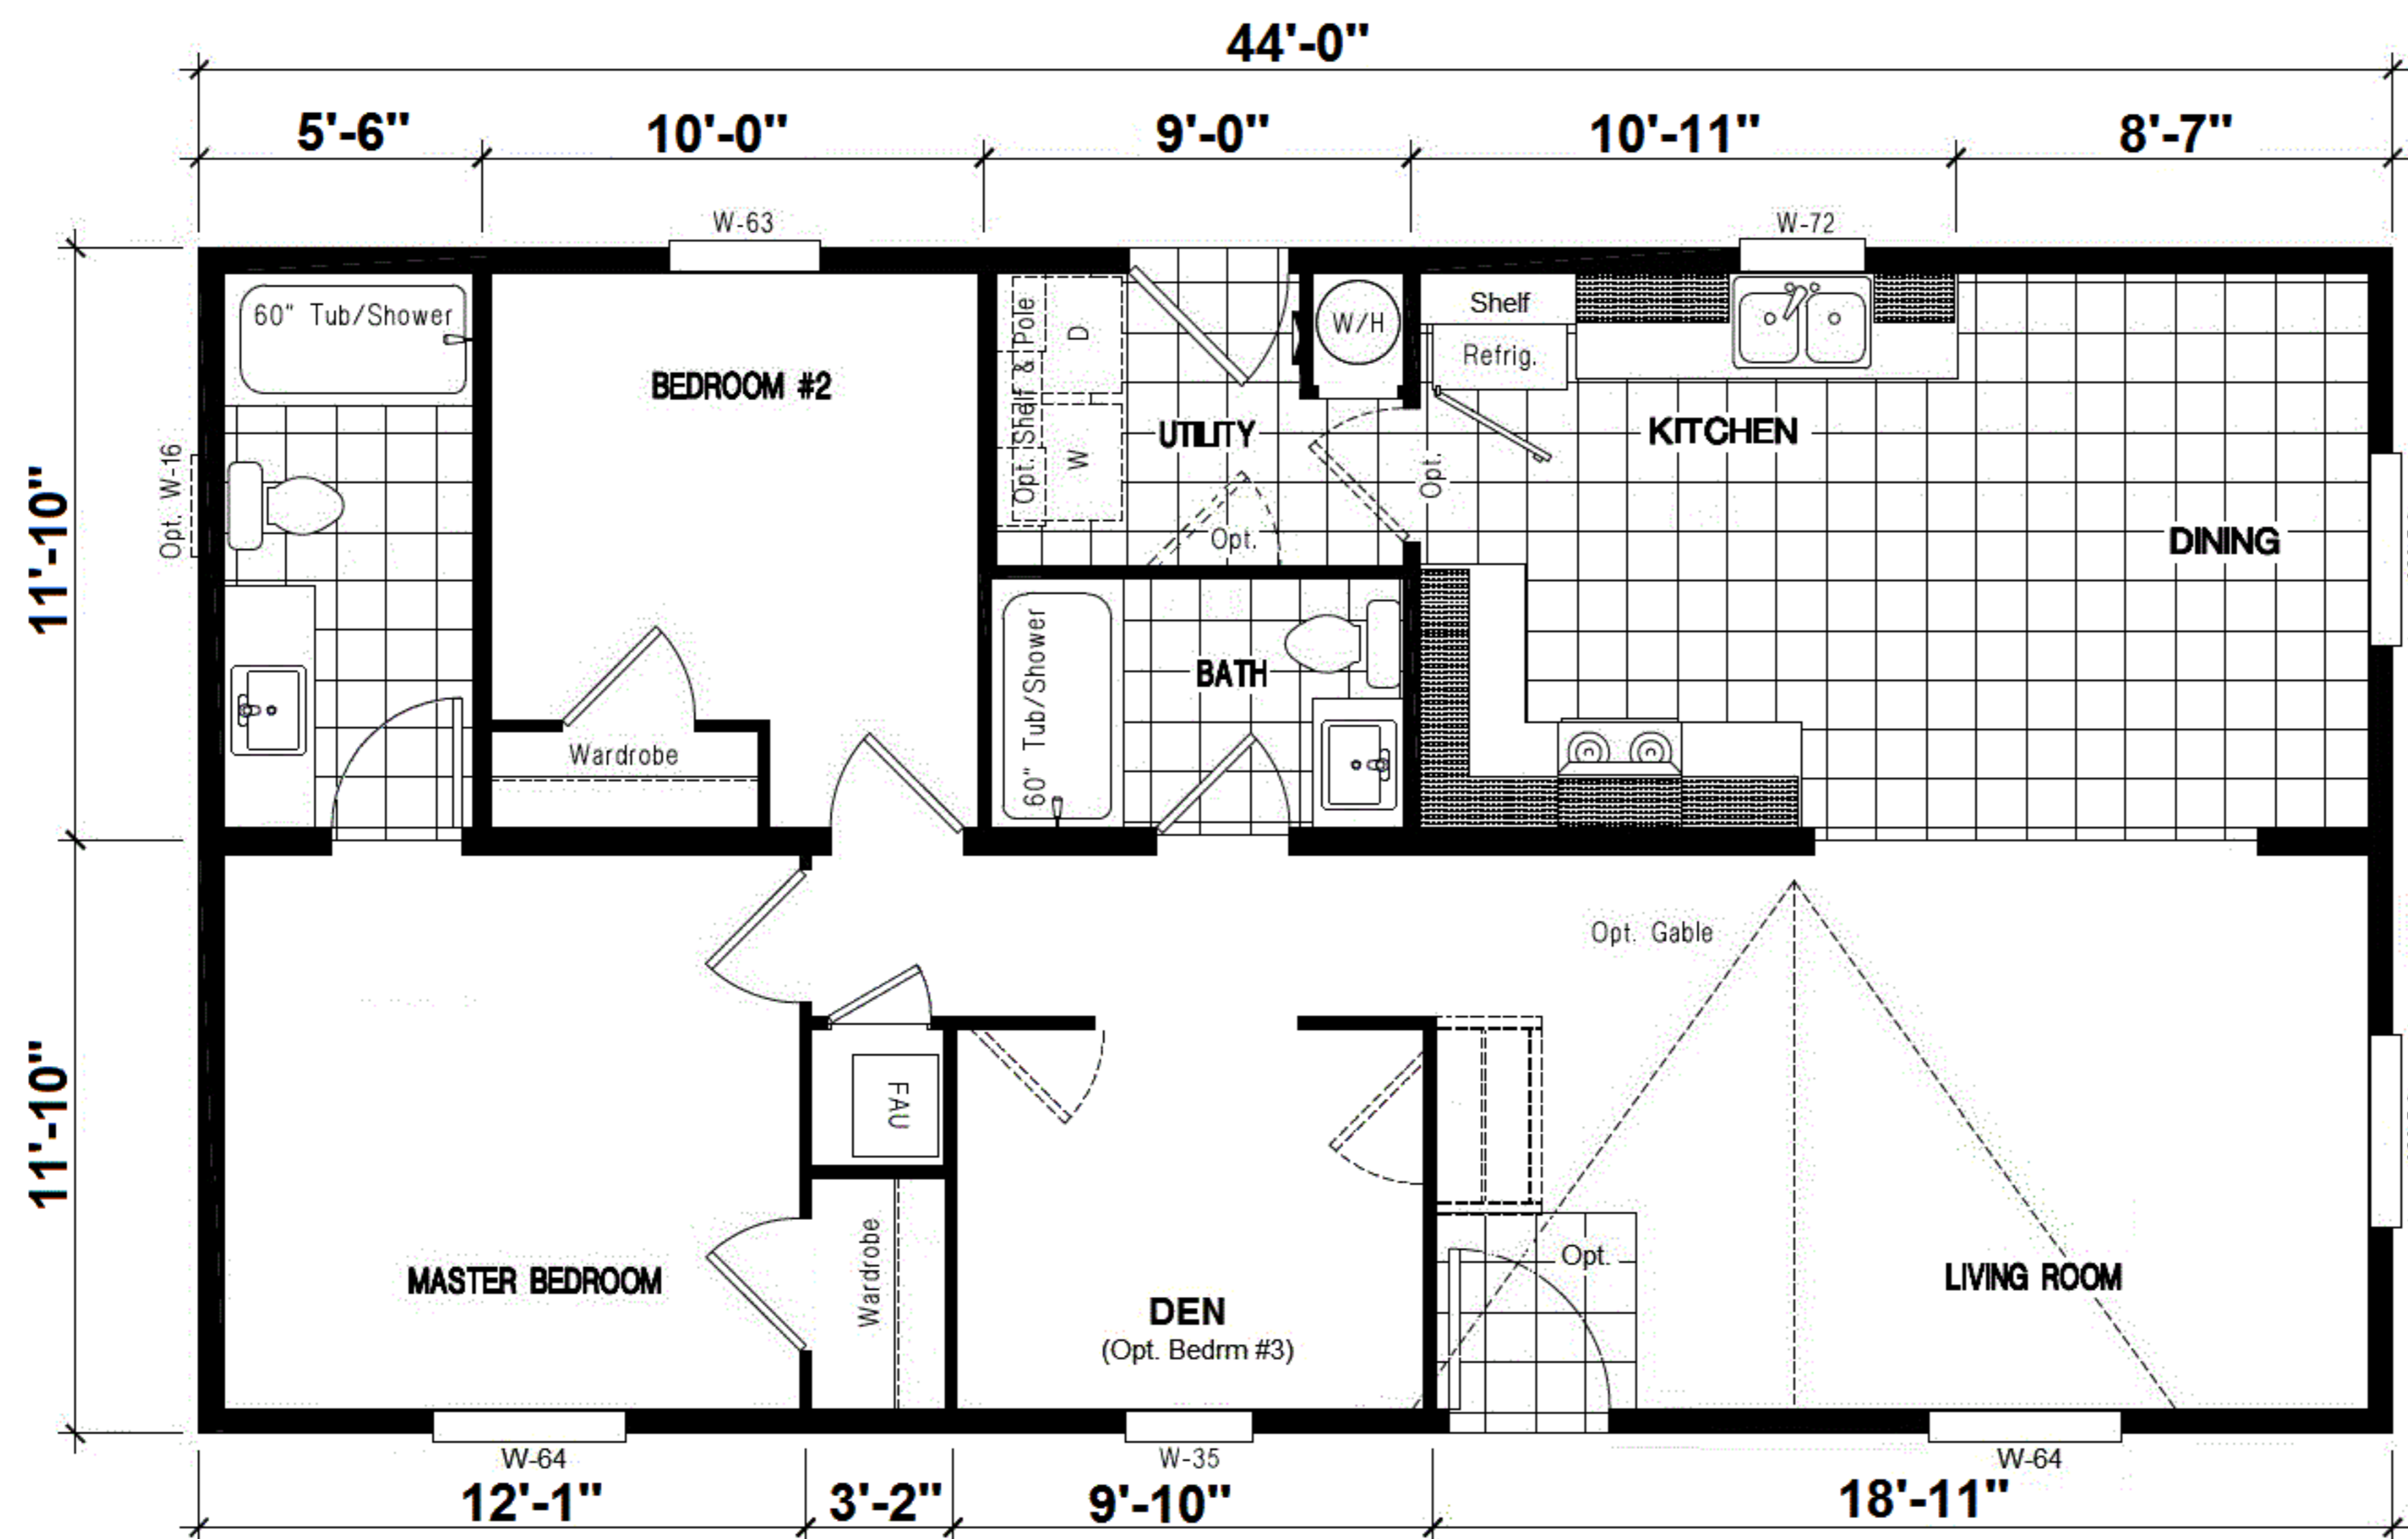 44'-0"
5'-6"
10'-0"
9'-0"
10'-11"
8'-7"
W-63
W-72
60" Tub/Shower
Opt. Shelf & Pole
D
W/H
Shelf
Refrig.
BEDROOM #2
11'-10"
Opt. W-16
W
UTILITY
Opt.
KITCHEN
Opt.
DINING
60" Tub/Shower
BATH
Wardrobe
Opt. Gable
11'-10"
FAU
Wardrobe
MASTER BEDROOM
Opt.
LIVING ROOM
DEN
(Opt. Bedrm #3)
W-64
W-35
W-64
12'-1"
3'-2"
9'-10"
18'-11"